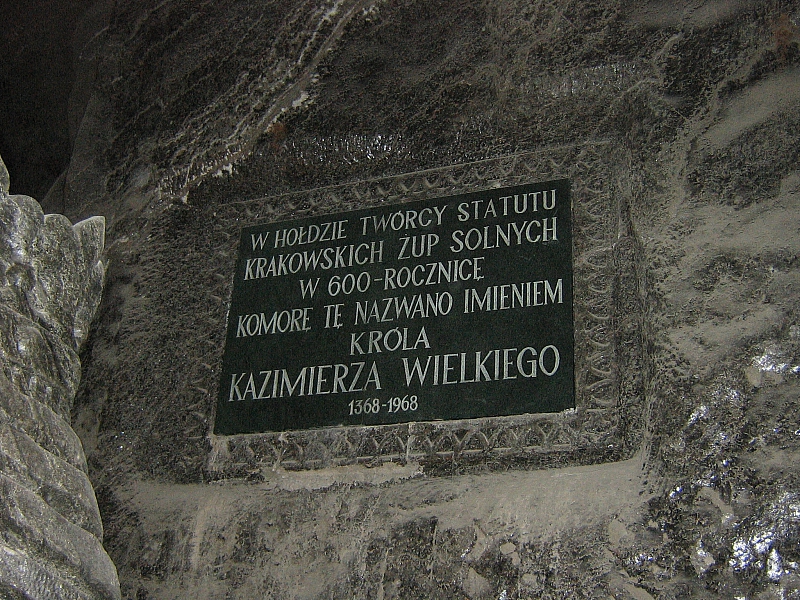 W HOŁDZIE TWÓRCY STATUTU
KRAKOWSKICH ŻUP SOLNYCH
W 600-ROCZNICĘ
KOMORĘ TĘ NAZWANO IMIENIEM
KRÓLA
KAZIMIERZA WIELKIEGO
1368-1968